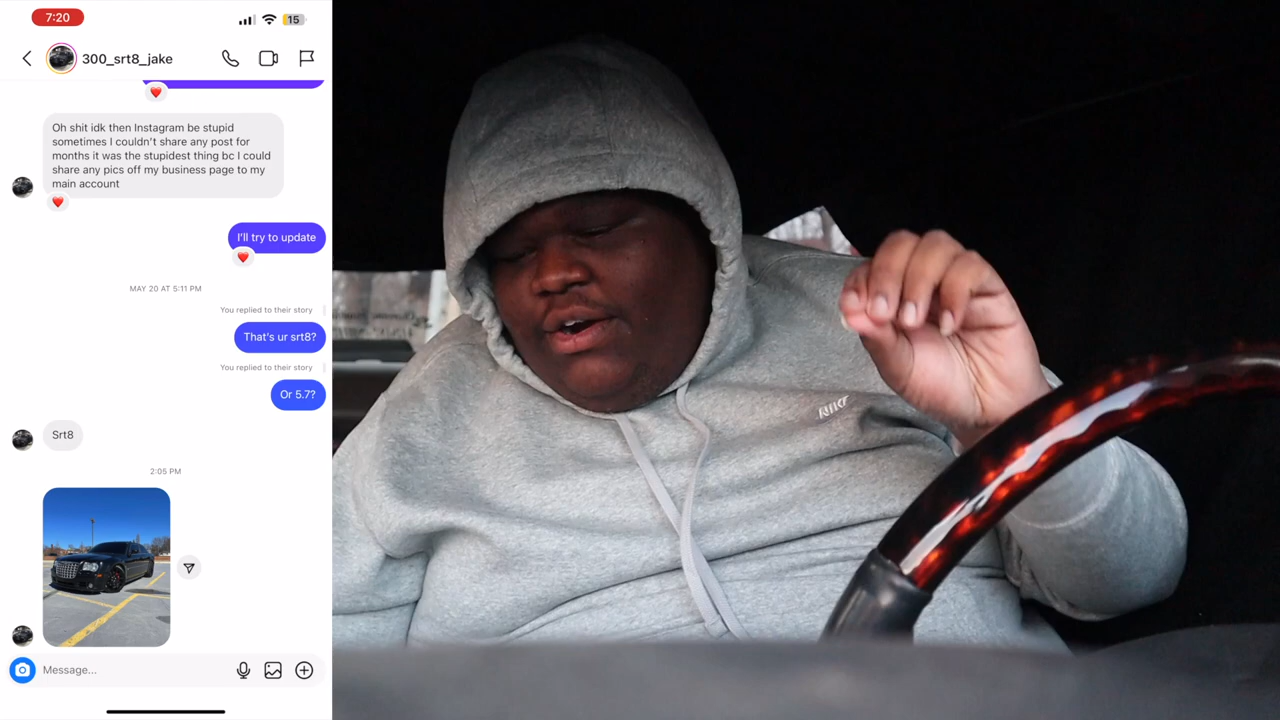 7:20
15
300_srt8_jake
Oh shit idk then Instagram be stupid
sometimes I couldn't share any post for
months it was the stupidest thing bc I could
share any pics off my business page to my
main account
I'll try to update
MAY 20 AT 5:11 PM
You replied to their story
That's ur srt8?
You replied to their story
Or 5.7?
Srt8
2:05 PM
Message...